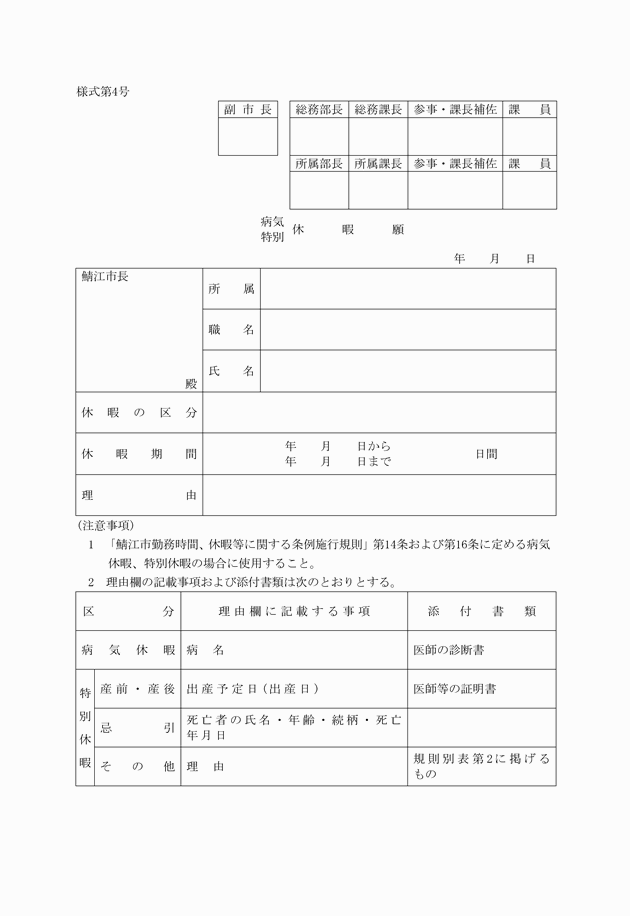 様式第4号
副市長 総務部長 総務課長 参事・課長補佐 課員
所属部長 所属課長 参事・課長補佐 課員
病気
特別 休暇願
年 月 日
鯖江市長
所属
職名
氏名
殿
休暇の区分
休暇期間 年 月 日から
年 月 日まで 日間
理由
(注意事項)
1 「鯖江市勤務時間、休暇等に関する条例施行規則」第14条および第16条に定める病気
休暇、特別休暇の場合に使用すること。
2 理由欄の記載事項および添付書類は次のとおりとする。
区分 理由欄に記載する事項 添付書類
病気休暇 病名 医師の診断書
特別休暇 産前・産後 出産予定日(出産日) 医師等の証明書
忌引 死亡者の氏名・年齢・続柄・死亡
年月日
その他 理由 規則別表第2に掲げる
もの